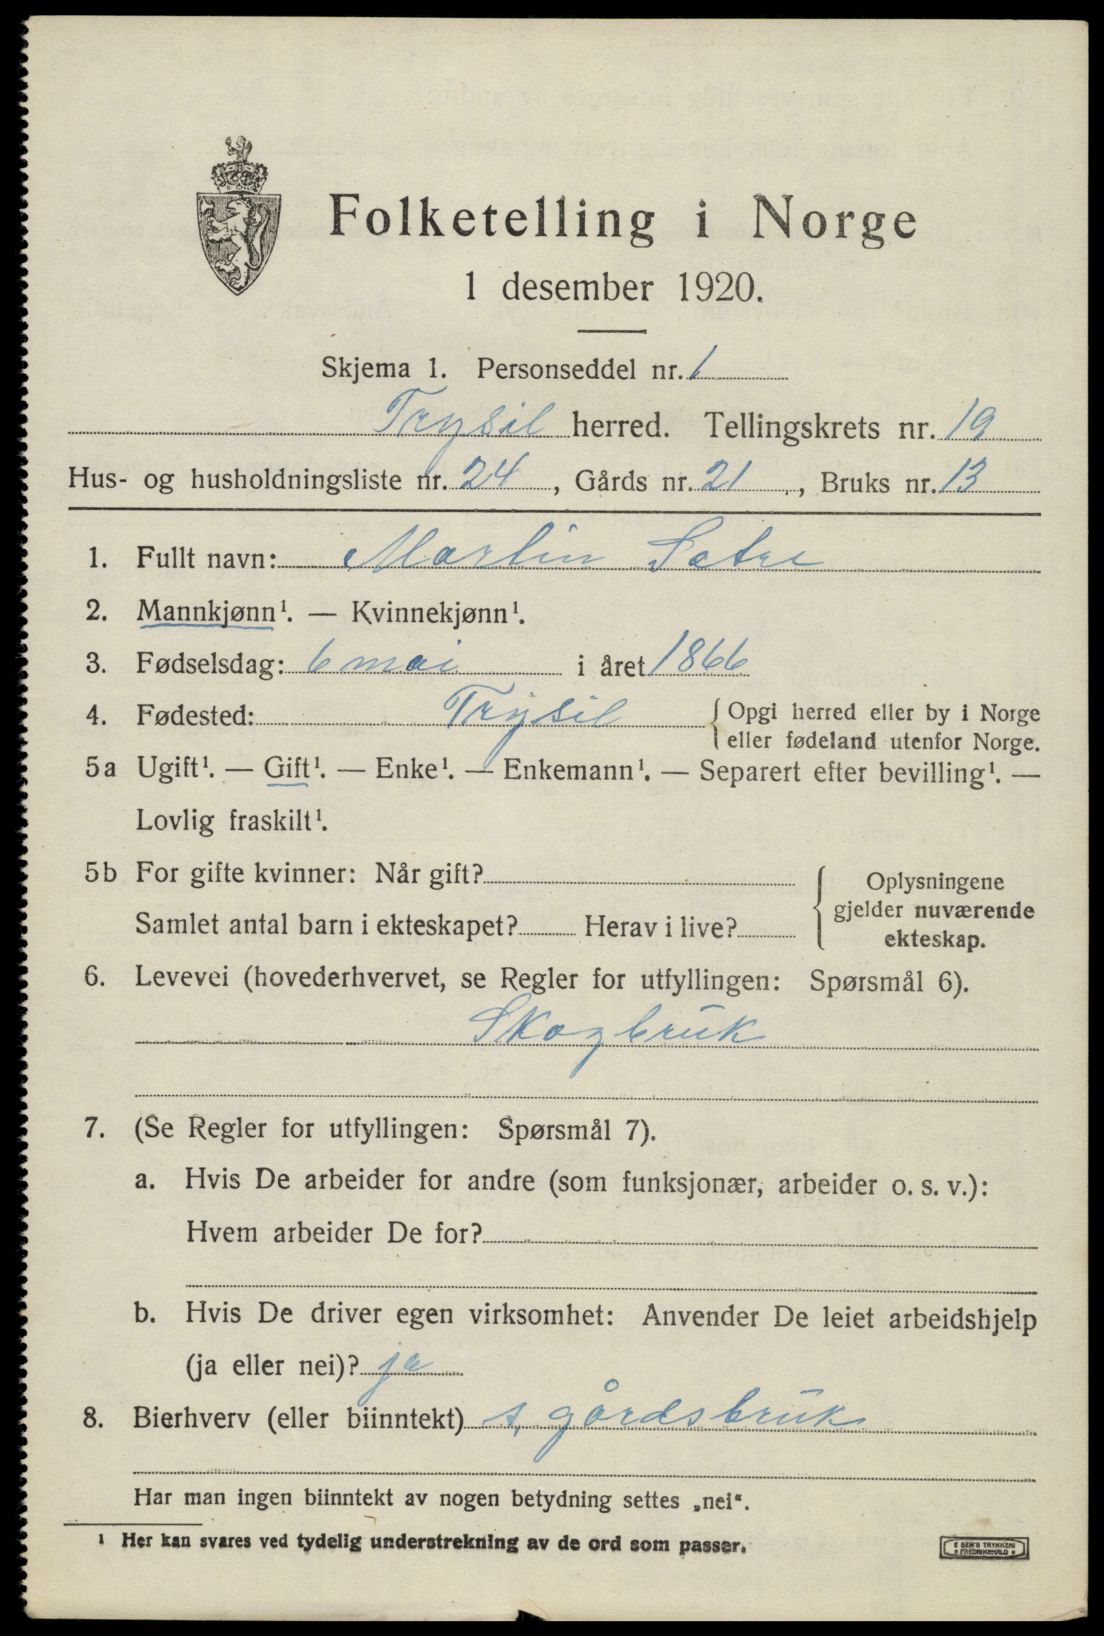 Folketelling i Norge
1 desember 1920.
Skjema 1. Personseddel nr. 1
Trysil herred. Tellingskrets nr. 19
Hus- og husholdningsliste nr. 24, Gårds nr. 21, Bruks nr. 13
1. Fullt navn: Martin Sætre
2. Mannkjønn¹. — Kvinnekjønn¹.
3. Fødselsdag: 6 mai i året 1866
4. Fødested: Trysil { Opgi herred eller by i Norge
eller fødeland utenfor Norge.
5a Ugift¹. — Gift¹. — Enke¹. — Enkemann¹. — Separert efter bevilling¹. —
Lovlig fraskilt¹.
5b For gifte kvinner: Når gift?
Samlet antal barn i ekteskapet? Herav i live?
{ Oplysningene
gjelder nuværende
ekteskap.
6. Levevei (hovederhvervet, se Regler for utfyllingen: Spørsmål 6).
Skogbruk
7. (Se Regler for utfyllingen: Spørsmål 7).
a. Hvis De arbeider for andre (som funksjonær, arbeider o. s. v.):
Hvem arbeider De for?
b. Hvis De driver egen virksomhet: Anvender De leiet arbeidshjelp
(ja eller nei)? ja
8. Bierhverv (eller biinntekt) s, gårdsbruk
Har man ingen biinntekt av nogen betydning settes „nei“.
¹ Her kan svares ved tydelig understrekning av de ord som passer.
E SEM'S TRYKKERI
FREDRIKSHALD